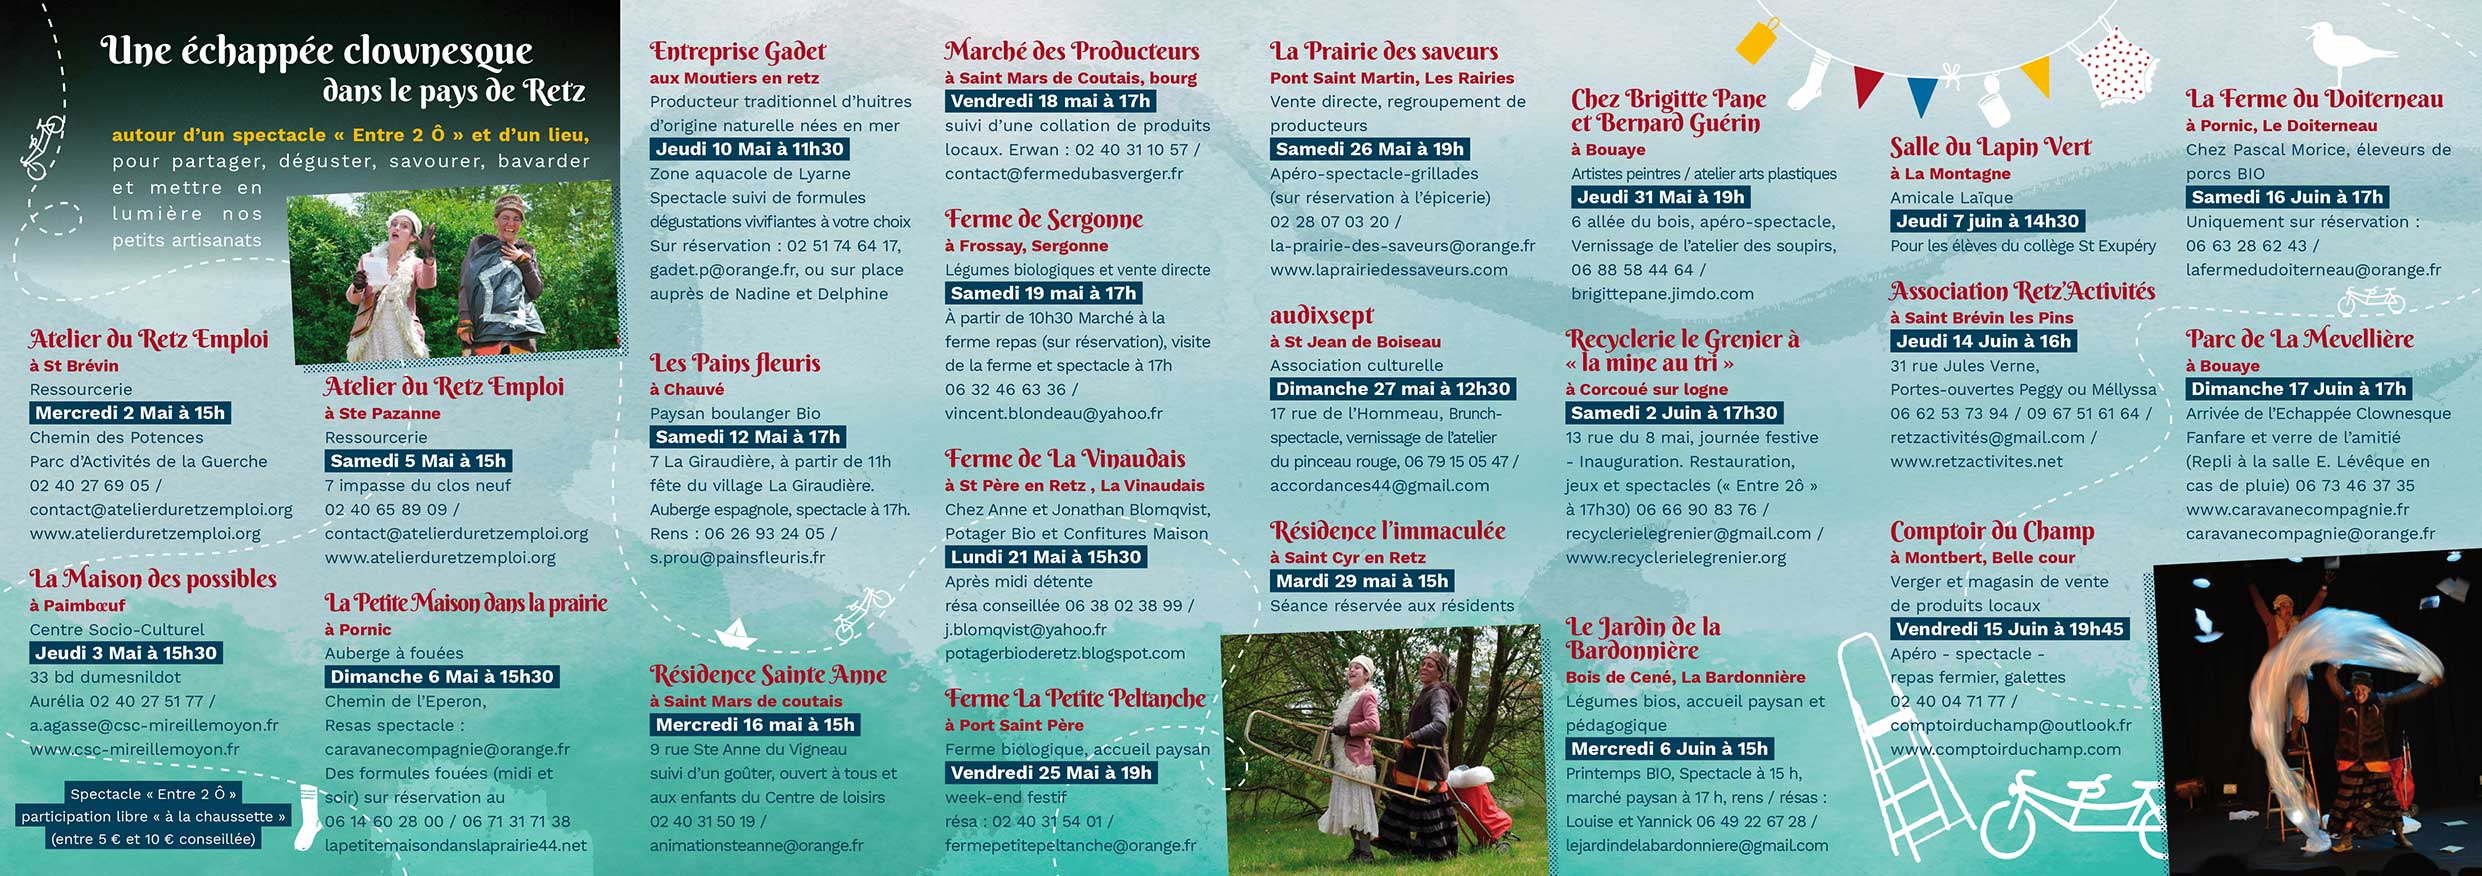 Une échappée clownesque
dans le pays de Retz
autour d'un spectacle « Entre 2 Ô » et d'un lieu,
pour partager, déguster, savourer, bavarder
et mettre en
lumière nos
petits artisanats
Atelier du Retz Emploi
à St Brévin
Ressourcerie
Mercredi 2 Mai à 15h
Chemin des Potences
Parc d'Activités de la Guerche
02 40 27 69 05 /
contact@atelierduretzemploi.org
www.atelierduretzemploi.org
La Maison des possibles
à Paimbœuf
Centre Socio-Culturel
Jeudi 3 Mai à 15h30
33 bd dumesnildot
Aurélia 02 40 27 51 77 /
a.agasse@csc-mireillemoyon.fr
www.csc-mireillemoyon.fr
Spectacle « Entre 2 Ô »
participation libre « à la chaussette »
(entre 5 € et 10 € conseillée)
Atelier du Retz Emploi
à Ste Pazanne
Ressourcerie
Samedi 5 Mai à 15h
7 impasse du clos neuf
02 40 65 89 09 /
contact@atelierduretzemploi.org
www.atelierduretzemploi.org
La Petite Maison dans la prairie
à Pornic
Auberge à fouées
Dimanche 6 Mai à 15h30
Chemin de l'Eperon,
Resas spectacle :
caravanecompagnie@orange.fr
Des formules fouées (midi et
soir) sur réservation au
06 14 60 28 00 / 06 71 31 71 38
lapetitemaisondanslaprairie44.net
Entreprise Gadet
aux Moutiers en retz
Producteur traditionnel d'huitres
d'origine naturelle nées en mer
Jeudi 10 Mai à 11h30
Zone aquacole de Lyarne
Spectacle suivi de formules
dégustations vivifiantes à votre choix
Sur réservation : 02 51 74 64 17,
gadet.p@orange.fr, ou sur place
auprès de Nadine et Delphine
Les Pains fleuris
à Chauvé
Paysan boulanger Bio
Samedi 12 Mai à 17h
7 La Giraudière, à partir de 11h
fête du village La Giraudière.
Auberge espagnole, spectacle à 17h.
Rens : 06 26 93 24 05 /
s.prou@painsfleuris.fr
Résidence Sainte Anne
à Saint Mars de coutais
Mercredi 16 mai à 15h
9 rue Ste Anne du Vigneau
suivi d'un goûter, ouvert à tous et
aux enfants du Centre de loisirs
02 40 31 50 19 /
animationsteanne@orange.fr
Marché des Producteurs
à Saint Mars de Coutais, bourg
Vendredi 18 mai à 17h
suivi d'une collation de produits
locaux. Erwan : 02 40 31 10 57 /
contact@fermedubasverger.fr
Ferme de Sergonne
à Frossay, Sergonne
Légumes biologiques et vente directe
Samedi 19 mai à 17h
À partir de 10h30 Marché à la
ferme repas (sur réservation), visite
de la ferme et spectacle à 17h
06 32 46 63 36 /
vincent.blondeau@yahoo.fr
Ferme de La Vinaudais
à St Père en Retz , La Vinaudais
Chez Anne et Jonathan Blomqvist,
Potager Bio et Confitures Maison
Lundi 21 Mai à 15h30
Après midi détente
résa conseillée 06 38 02 38 99 /
j.blomqvist@yahoo.fr
potagerbioderetz.blogspot.com
Ferme La Petite Peltanche
à Port Saint Père
Ferme biologique, accueil paysan
Vendredi 25 Mai à 19h
week-end festif
résa : 02 40 31 54 01 /
fermepetitepeltanche@orange.fr
La Prairie des saveurs
Pont Saint Martin, Les Rairies
Vente directe, regroupement de
producteurs
Samedi 26 Mai à 19h
Apéro-spectacle-grillades
(sur réservation à l'épicerie)
02 28 07 03 20 /
la-prairie-des-saveurs@orange.fr
www.laprairiedessaveurs.com
audixsept
à St Jean de Boiseau
Association culturelle
Dimanche 27 mai à 12h30
17 rue de l'Hommeau, Brunch-
spectacle, vernissage de l'atelier
du pinceau rouge, 06 79 15 05 47 /
accordances44@gmail.com
Résidence l'immaculée
à Saint Cyr en Retz
Mardi 29 mai à 15h
Séance réservée aux résidents
Chez Brigitte Pane
et Bernard Guérin
à Bouaye
Artistes peintres / atelier arts plastiques
Jeudi 31 Mai à 19h
6 allée du bois, apéro-spectacle,
Vernissage de l'atelier des soupirs,
06 88 58 44 64 /
brigittepane.jimdo.com
Recyclerie le Grenier à
« la mine au tri »
à Corcoué sur logne
Samedi 2 Juin à 17h30
13 rue du 8 mai, journée festive
- Inauguration. Restauration,
jeux et spectacles (« Entre 2ô »
à 17h30) 06 66 90 83 76 /
recyclerielegrenier@gmail.com /
www.recyclerielegrenier.org
Le Jardin de la
Bardonnière
Bois de Cené, La Bardonnière
Légumes bios, accueil paysan et
pédagogique
Mercredi 6 Juin à 15h
Printemps BIO, Spectacle à 15 h,
marché paysan à 17 h, rens / résas :
Louise et Yannick 06 49 22 67 28 /
lejardindelabardonniere@gmail.com
Salle du Lapin Vert
à La Montagne
Amicale Laïque
Jeudi 7 juin à 14h30
Pour les élèves du collège St Exupéry
Association Retz'Activités
à Saint Brévin les Pins
Jeudi 14 Juin à 16h
31 rue Jules Verne,
Portes-ouvertes Peggy ou Méllyssa
06 62 53 73 94 / 09 67 51 61 64 /
retzactivités@gmail.com /
www.retzactivites.net
Comptoir du Champ
à Montbert, Belle cour
Verger et magasin de vente
de produits locaux
Vendredi 15 Juin à 19h45
Apéro - spectacle -
repas fermier, galettes
02 40 04 71 77 /
comptoirduchamp@outlook.fr
www.comptoirduchamp.com
La Ferme du Doiterneau
à Pornic, Le Doiterneau
Chez Pascal Morice, éleveurs de
porcs BIO
Samedi 16 Juin à 17h
Uniquement sur réservation :
06 63 28 62 43 /
lafermedudoiterneau@orange.fr
Parc de La Mevellière
à Bouaye
Dimanche 17 Juin à 17h
Arrivée de l'Echappée Clownesque
Fanfare et verre de l'amitié
(Repli à la salle E. Lévêque en
cas de pluie) 06 73 46 37 35
www.caravanecompagnie.fr
caravanecompagnie@orange.fr